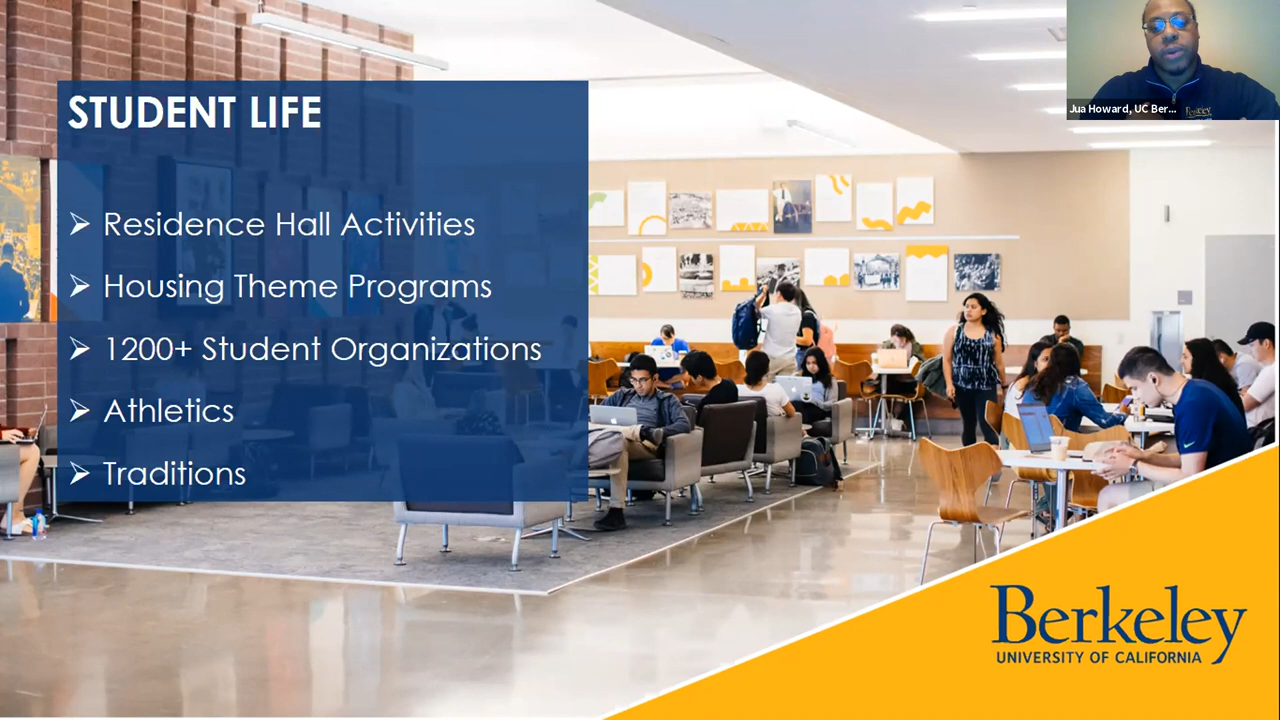 STUDENT LIFE
➢ Residence Hall Activities
➢ Housing Theme Programs
➢ 1200+ Student Organizations
➢ Athletics
➢ Traditions
Jua Howard, UC Ber...
Berkeley
Berkeley
UNIVERSITY OF CALIFORNIA